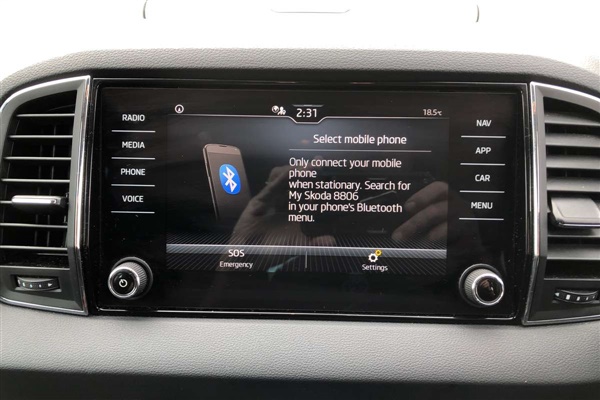 2:31
18.5°C
RADIO
MEDIA
PHONE
VOICE
Select mobile phone
Only connect your mobile
phone
when stationary. Search for
My Skoda 8806
in your phone's Bluetooth
menu.
NAV
APP
CAR
MENU
SOS
Emergency
Settings